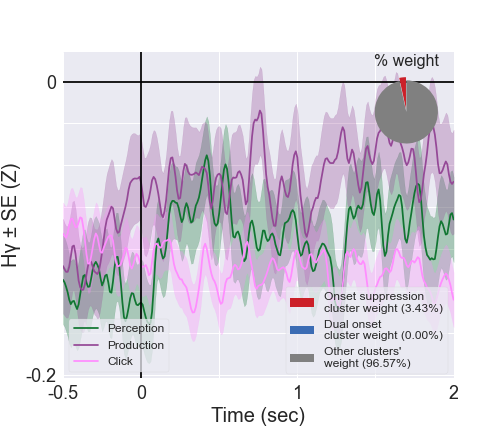 % weight
0
Hγ ± SE (Z)
Perception
Production
Click
Onset suppression
cluster weight (3.43%)
Dual onset
cluster weight (0.00%)
Other clusters'
weight (96.57%)
-0.2
-0.5 0 1 2
Time (sec)